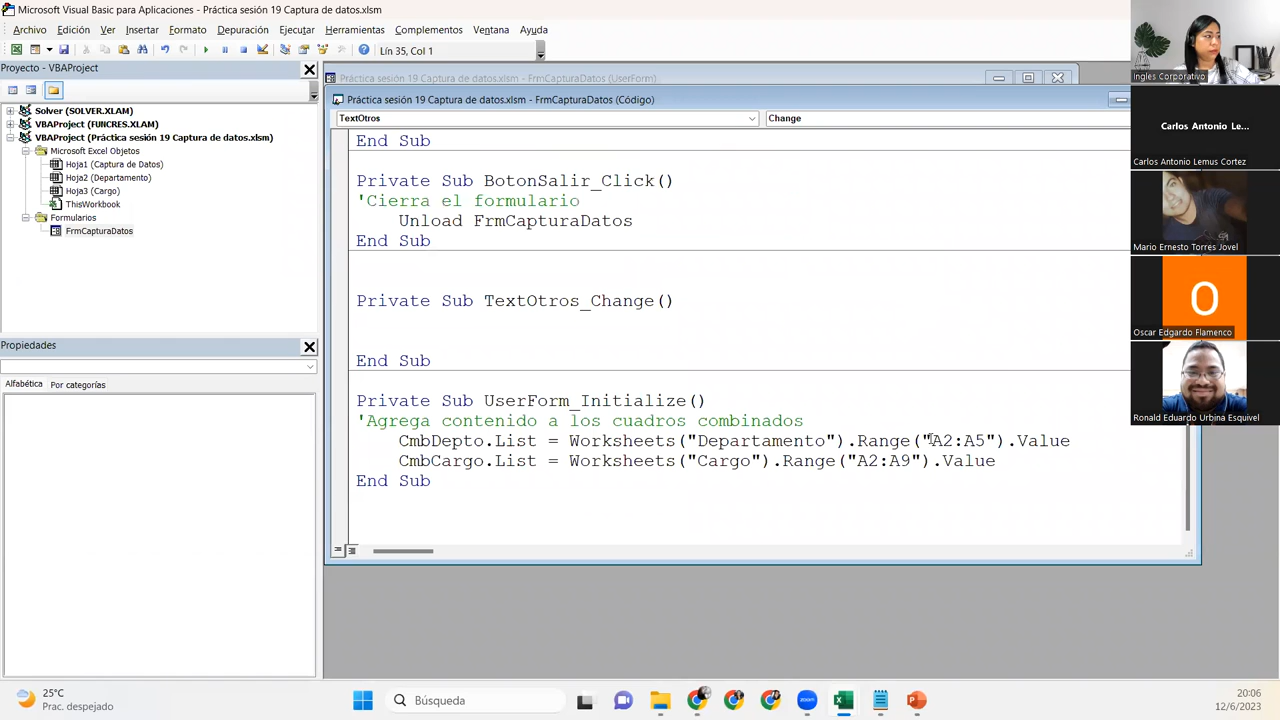 Microsoft Visual Basic para Aplicaciones - Práctica sesión 19 Captura de datos.xlsm
Archivo Edición Ver Insertar Formato Depuración Ejecutar Herramientas Complementos Ventana Ayuda
Lín 35, Col 1
Proyecto - VBAProject
Solver (SOLVER.XLAM)
VBAProject (FUNCRES.XLAM)
VBAProject (Práctica sesión 19 Captura de datos.xlsm)
Microsoft Excel Objetos
Hoja1 (Captura de Datos)
Hoja2 (Departamento)
Hoja3 (Cargo)
ThisWorkbook
Formularios
FrmCapturaDatos
Propiedades
Alfabética Por categorías
Práctica sesión 19 Captura de datos.xlsm - FrmCapturaDatos (UserForm)
Práctica sesión 19 Captura de datos.xlsm - FrmCapturaDatos (Código)
TextOtros Change
End Sub
Private Sub BotonSalir_Click()
'Cierra el formulario
Unload FrmCapturaDatos
End Sub
Private Sub TextOtros_Change()
End Sub
Private Sub UserForm_Initialize()
'Agrega contenido a los cuadros combinados
CmbDepto.List = Worksheets("Departamento").Range("A2:A5").Value
CmbCargo.List = Worksheets("Cargo").Range("A2:A9").Value
End Sub
Ingles Corporativo
Carlos Antonio Le...
Carlos Antonio Lemus Cortez
Mario Ernesto Torres Jovel
O
Oscar Edgardo Flamenco
Ronald Eduardo Urbina Esquivel
25°C
Prac. despejado
Búsqueda
zoom
20:06
12/6/2023